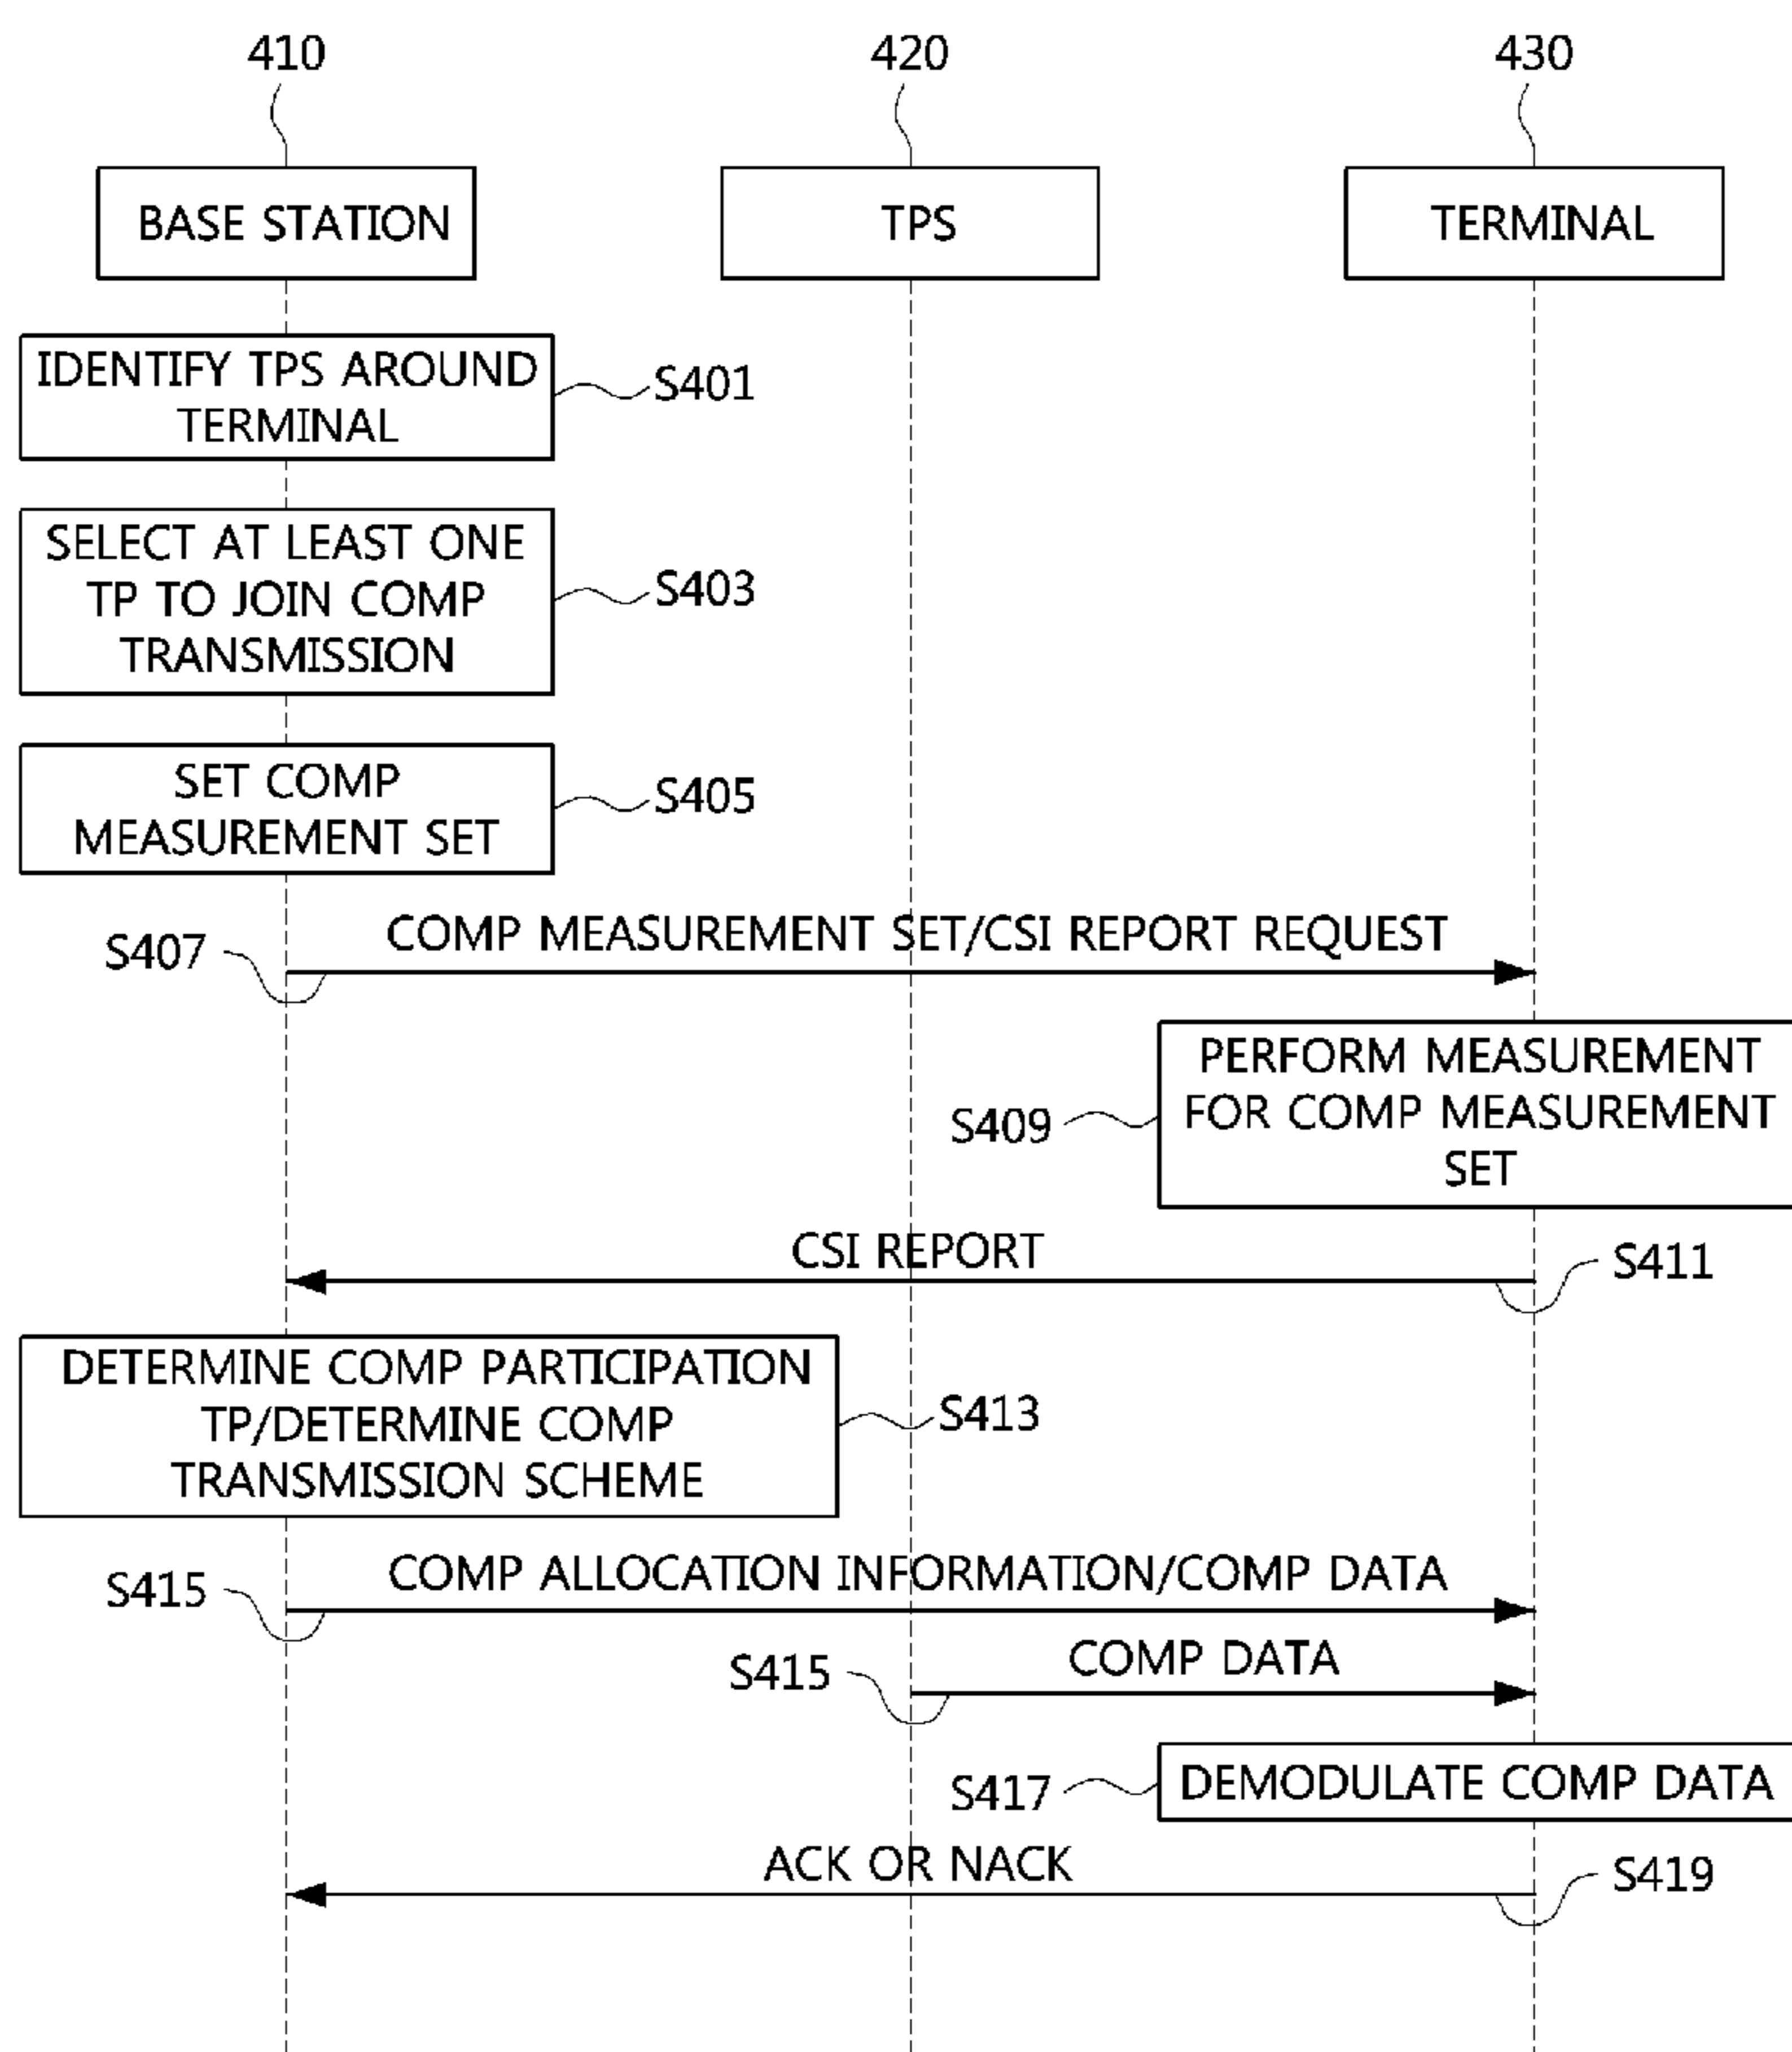 410
420
430
BASE STATION
TPS
TERMINAL
IDENTIFY TPS AROUND
TERMINAL
S401
SELECT AT LEAST ONE
TP TO JOIN COMP
TRANSMISSION
S403
SET COMP
MEASUREMENT SET
S405
COMP MEASUREMENT SET/CSI REPORT REQUEST
S407
PERFORM MEASUREMENT
FOR COMP MEASUREMENT
SET
S409
CSI REPORT
S411
DETERMINE COMP PARTICIPATION
TP/DETERMINE COMP
TRANSMISSION SCHEME
S413
COMP ALLOCATION INFORMATION/COMP DATA
S415
COMP DATA
S415
DEMODULATE COMP DATA
S417
ACK OR NACK
S419